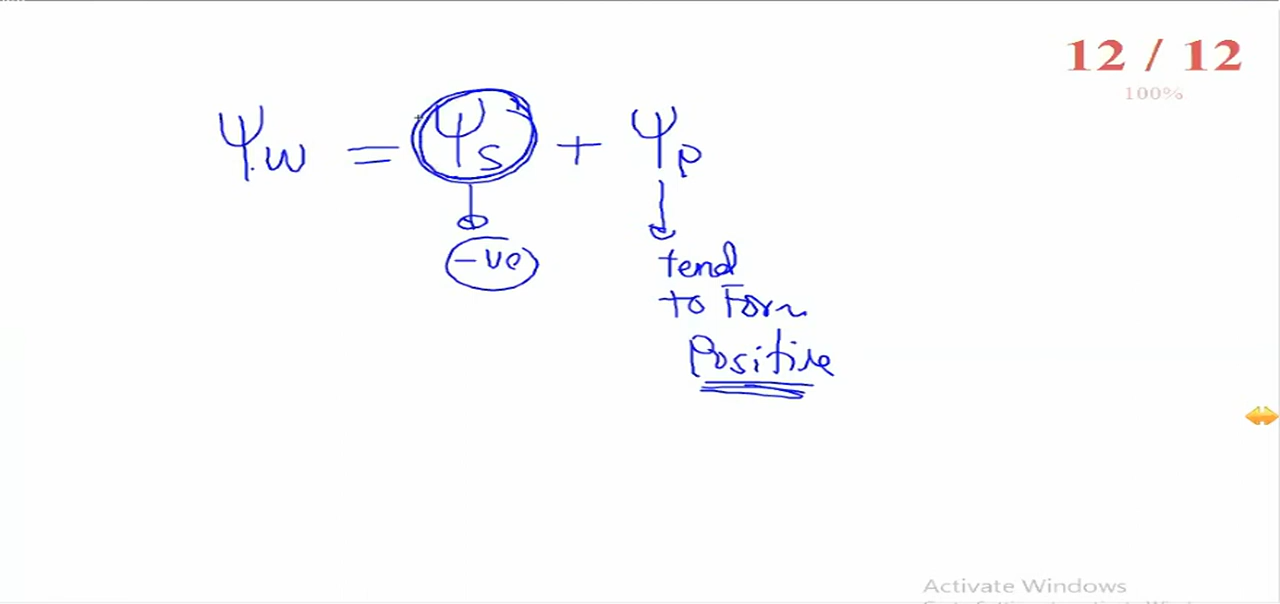 12 / 12
100%
Ψw = Ψs + Ψp
-ve
tend
to Form
Positive
Activate Windows